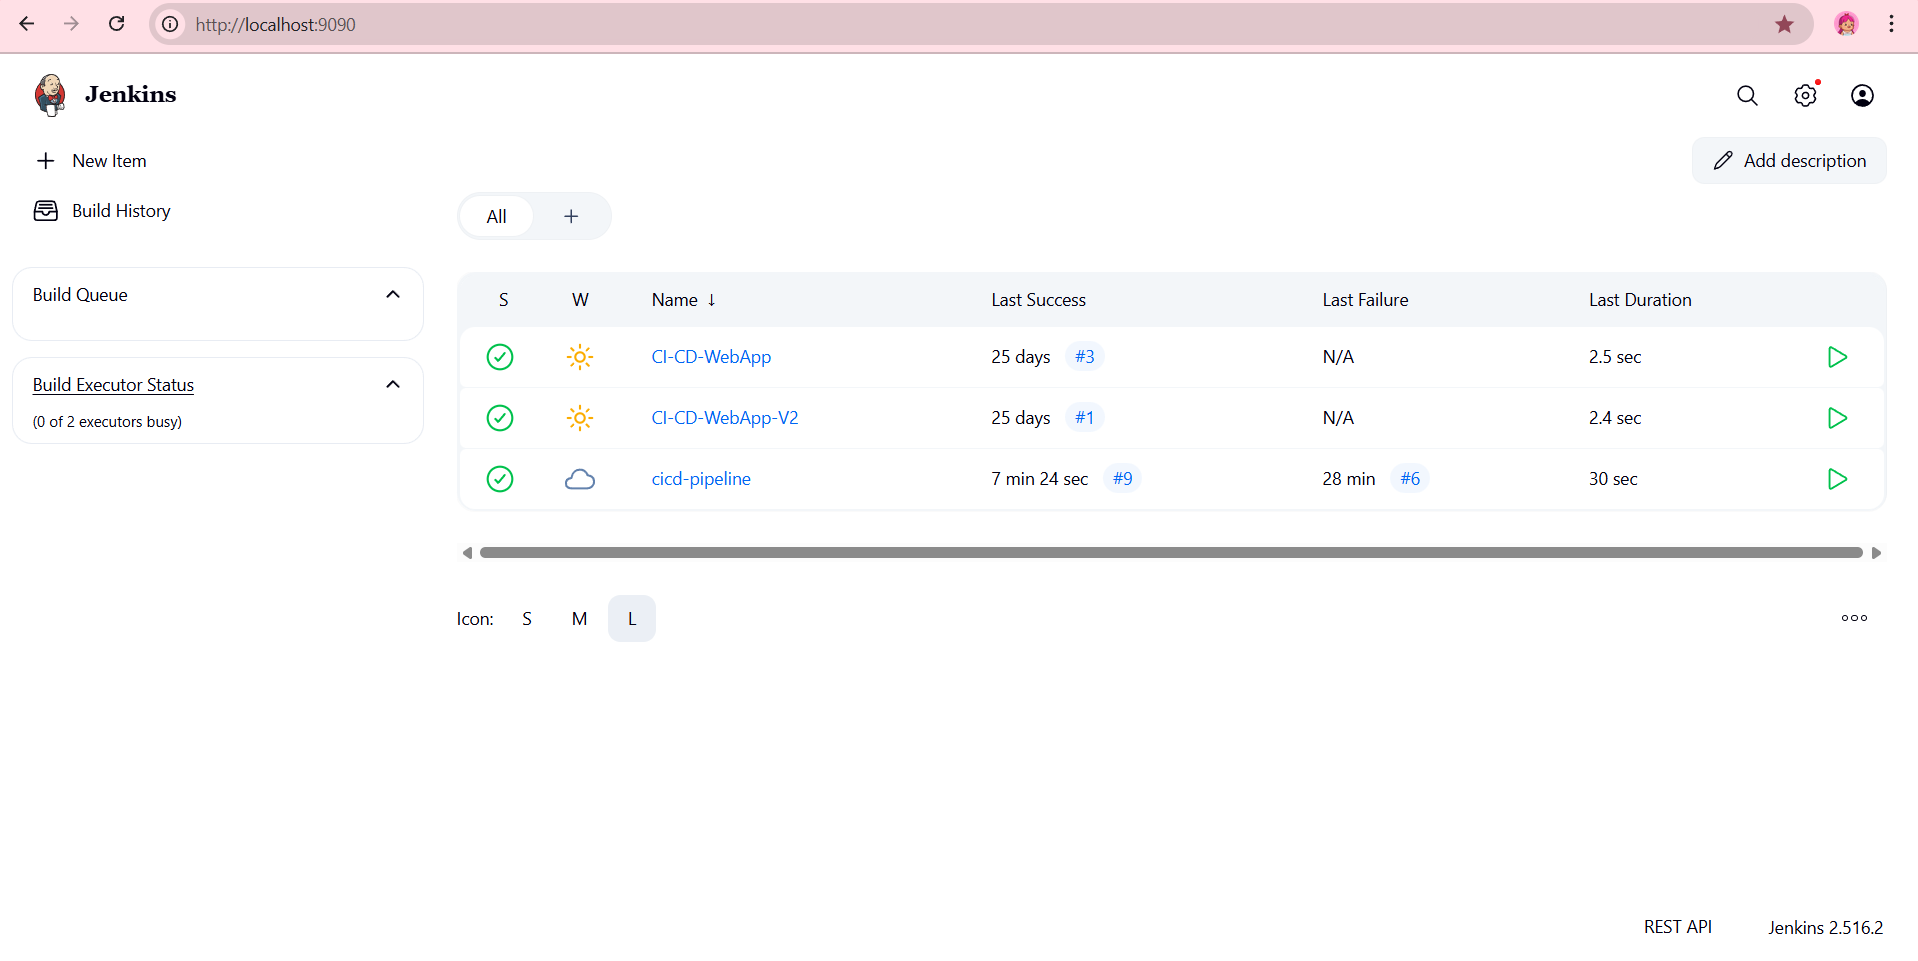 http://localhost:9090
Jenkins
New Item
Add description
Build History
All +
Build Queue
Build Executor Status
(0 of 2 executors busy)
S W Name ↓ Last Success Last Failure Last Duration
CI-CD-WebApp 25 days #3 N/A 2.5 sec
CI-CD-WebApp-V2 25 days #1 N/A 2.4 sec
cicd-pipeline 7 min 24 sec #9 28 min #6 30 sec
Icon: S M L
REST API Jenkins 2.516.2